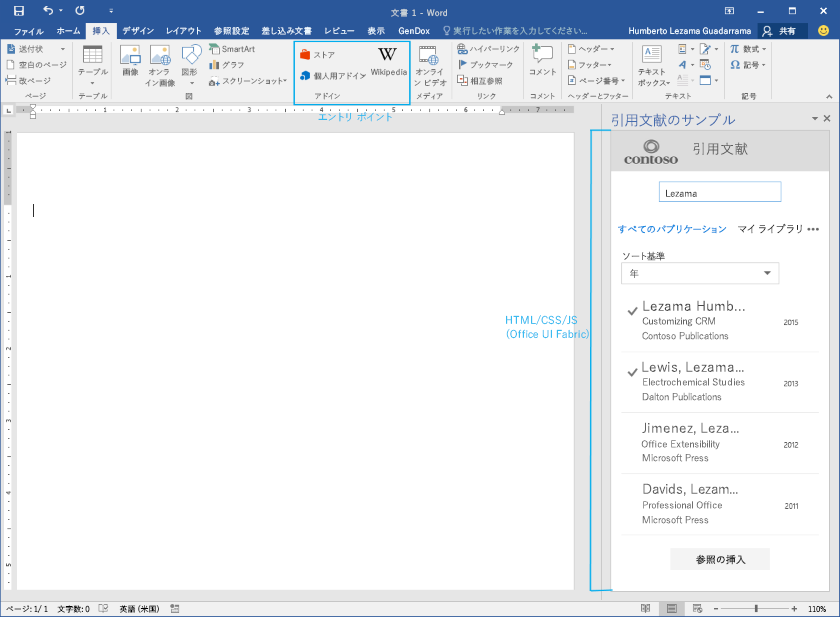 文書 1 - Word
ファイル ホーム 挿入 デザイン レイアウト 参照設定 差し込み文書 レビュー 表示 GenDox 実行したい作業を入力してください... Humberto Lezama Guadarrama 共有
送付状
空白のページ
改ページ
ページ
テーブル
テーブル
画像
オンライン画像
図形
SmartArt
グラフ
スクリーンショット
図
ストア
個人用アドイン
W
Wikipedia
アドイン
オンライン ビデオ
メディア
ハイパーリンク
ブックマーク
相互参照
リンク
コメント
コメント
ヘッダー
フッター
ページ番号
ヘッダーとフッター
テキスト ボックス
テキスト
π 数式
Ω 記号
記号
エントリ ポイント
1 2 3 4 5 6 7
HTML/CSS/JS
(Office UI Fabric)
引用文献のサンプル
contoso 引用文献
Lezama
すべてのパブリケーション マイ ライブラリ •••
ソート基準
年
Lezama Humb...
Customizing CRM 2015
Contoso Publications
Lewis, Lezama...
Electrochemical Studies 2013
Dalton Publications
Jimenez, Leza...
Office Extensibility 2012
Microsoft Press
Davids, Lezam...
Professional Office 2011
Microsoft Press
参照の挿入
ページ: 1/ 1 文字数: 0 英語 (米国) 110%